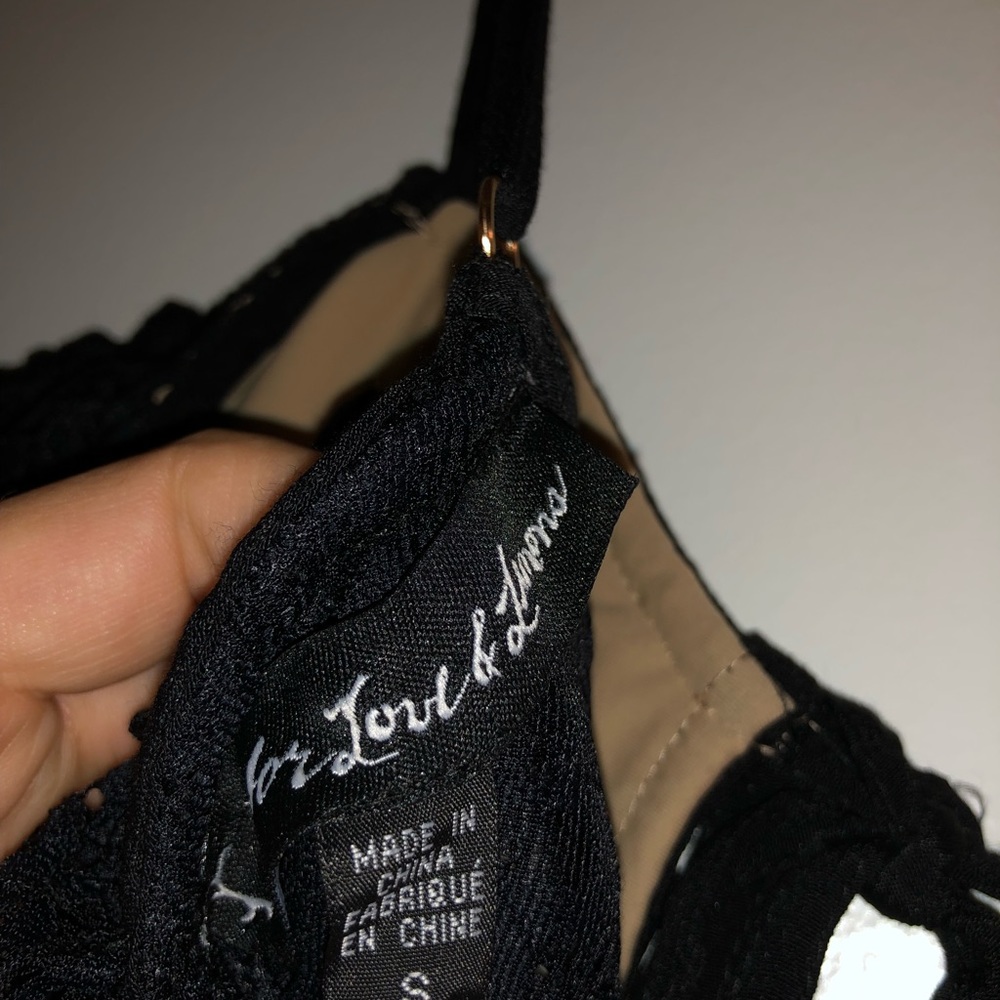 for Love & Lemons
MADE IN
CHINA
FABRIQUÉ
EN CHINE
S